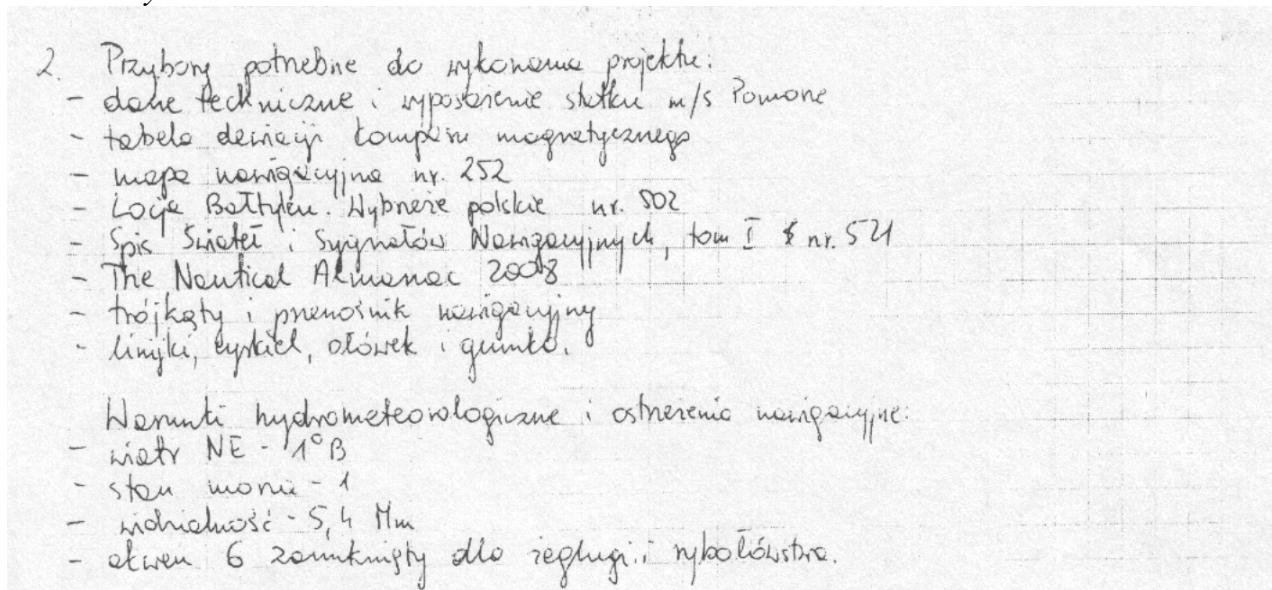 2. Przybory potrzebne do wykonania projektu:
- dane techniczne i wyposażenie statku m/s Pomona
- tabela dewiacji kompasu magnetycznego
- mapa nawigacyjna nr. 252
- Locja Bałtyku. Wybrzeże polskie nr. 502
- Spis Świateł i Sygnałów Nawigacyjnych, tom I nr. 521
- The Nautical Almanac 2008
- trójkąty i przenośnik nawigacyjny
- linijki, cyrkiel, ołówek i gumka.
Warunki hydrometeorologiczne i ostrzeżenia nawigacyjne:
- wiatr NE - 1°B
- stan morza - 1
- widzialność - 5,4 Mm
- akwen 6 zamknięty dla żeglugi i rybołówstwa.